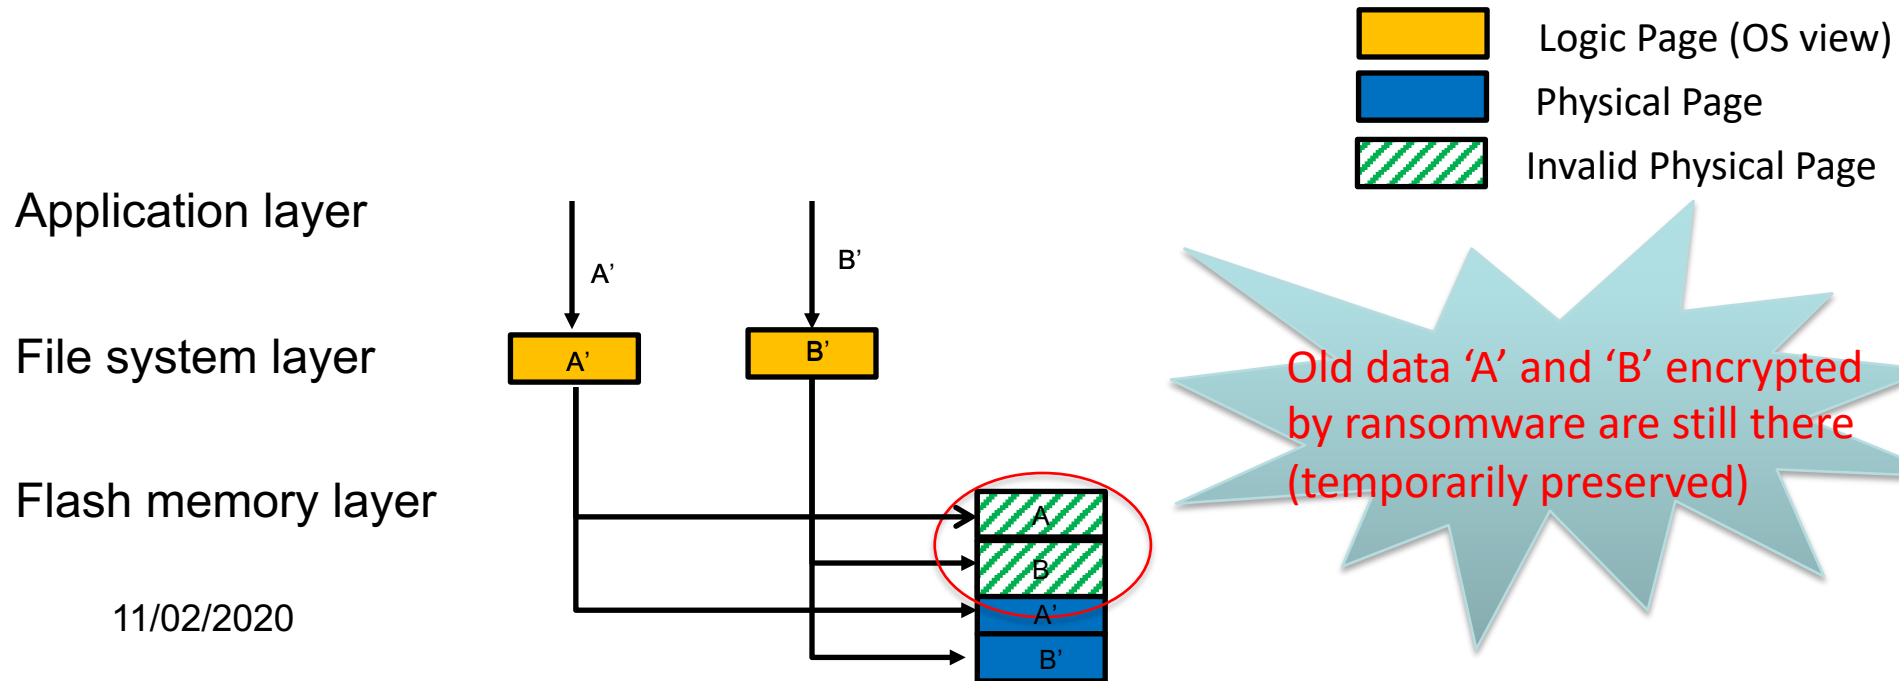 Logic Page (OS view)
Physical Page
Invalid Physical Page
Application layer
A’
B’
File system layer
A’
B’
Old data ‘A’ and ‘B’ encrypted
by ransomware are still there
(temporarily preserved)
Flash memory layer
A
B
A’
B’
11/02/2020